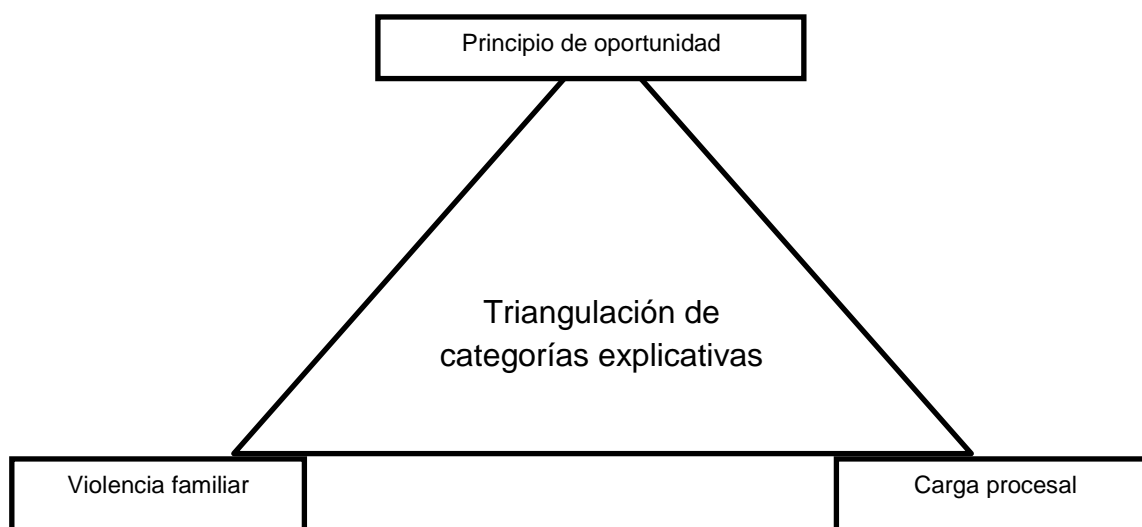 Principio de oportunidad
Triangulación de
categorías explicativas
Violencia familiar
Carga procesal